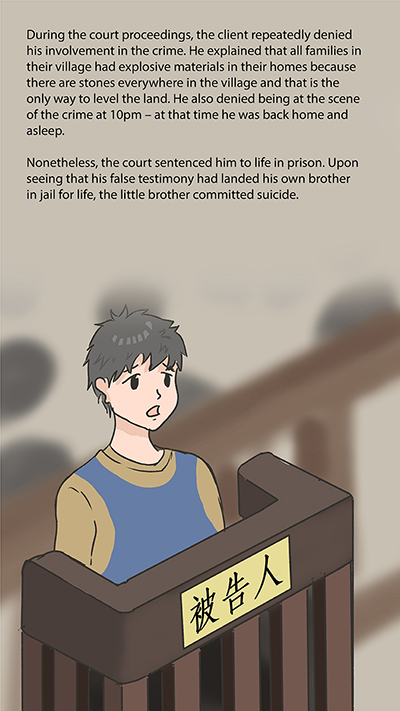 During the court proceedings, the client repeatedly denied
his involvement in the crime. He explained that all families in
their village had explosive materials in their homes because
there are stones everywhere in the village and that is the
only way to level the land. He also denied being at the scene
of the crime at 10pm – at that time he was back home and
asleep.
Nonetheless, the court sentenced him to life in prison. Upon
seeing that his false testimony had landed his own brother
in jail for life, the little brother committed suicide.
被告人